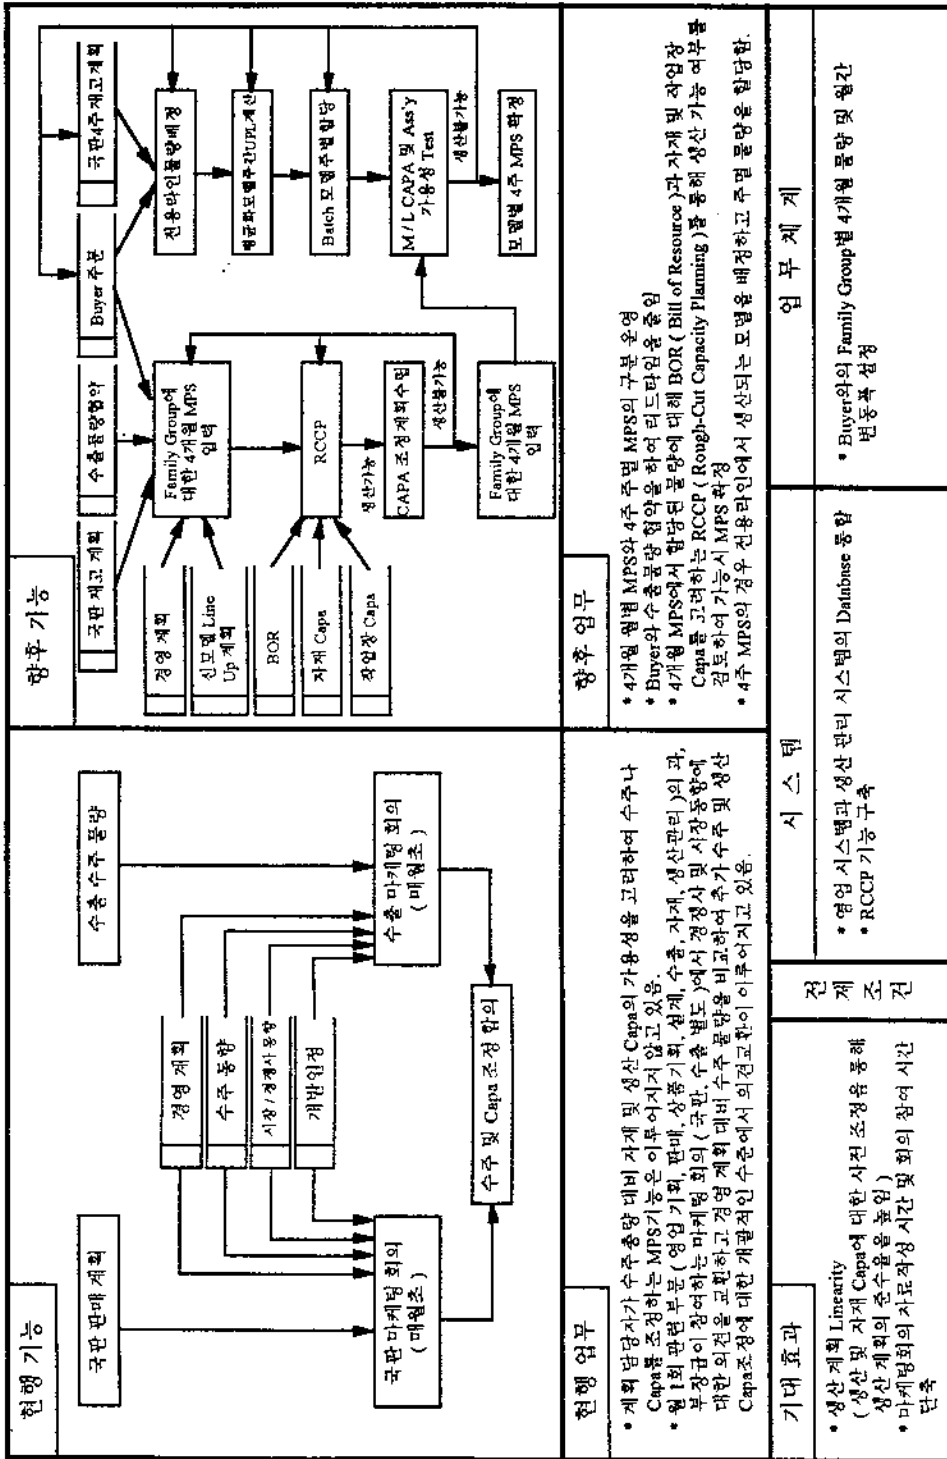 현행 기능
국판 판매 계획
수출 수주 물량
경영 계획
수주 동향
시장 / 경쟁사 동향
개발일정
국판 마케팅 회의
( 매월초 )
수출 마케팅 회의
( 매월초 )
수주 및 Capa 조정 합의
향후 기능
국판 재고 계획
수출물량협약
Buyer 주문
국판4주재고계획
경영 계획
신모델 Line
Up 계획
BOR
자재 Capa
작업장 Capa
Family Group에
대한 4개월 MPS
입력
RCCP
생산가능
CAPA 조정계획수립
생산불가능
Family Group에
대한 4개월 MPS
입력
전용라인물량배정
평균화모델주간UPL계산
Batch 모델주별할당
M / L CAPA 및 Ass'y
가용성 Test
생산불가능
모델별 4주 MPS 확정
현행 업무
• 계획 담당자가 수주총량 대비 자재 및 생산 Capa의 가용성을 고려하여 수주나
Capa를 조정하는 MPS기능은 이루어지지 않고 있음.
• 월 1회 관련 부문 ( 영업 기획, 판매, 상품기획, 설계, 수출, 자재, 생산관리 )의 과,
부장급이 참여하는 마케팅 회의 ( 국판, 수출 별도 )에서 경쟁사 및 시장동향에
대한 의견을 교환하고 경영 계획 대비 수주 물량을 비교하여 추가 수주 및 생산
Capa조정에 대한 개괄적인 수준에서 의견교환이 이루어지고 있음.
향후 업무
• 4개월 월별 MPS와 4주 주별 MPS의 구분 운영
• Buyer와 수출물량 협약을 하여 리드타임을 줄임
• 4개월 MPS에서 할당된 물량에 대해 BOR ( Bill of Resource )과 자재 및 작업장
Capa를 고려하는 RCCP ( Rough-Cut Capacity Planning )를 통해 생산 가능 여부를
검토하여 가능시 MPS 확정
• 4주 MPS의 경우 전용라인에서 생산되는 모델을 배정하고 주별 물량을 할당함.
기대 효과
• 생산 계획 Linearity
( 생산 및 자재 Capa에 대한 사전 조정을 통해
생산 계획의 준수율을 높임 )
• 마케팅회의 자료작성 시간 및 회의 참여 시간
단축
전제조건
시 스 템
• 영업 시스템과 생산 관리 시스템의 Database 통합
• RCCP 기능 구축
업 무 체 계
• Buyer와의 Family Group별 4개월 물량 및 월간
변동폭 설정